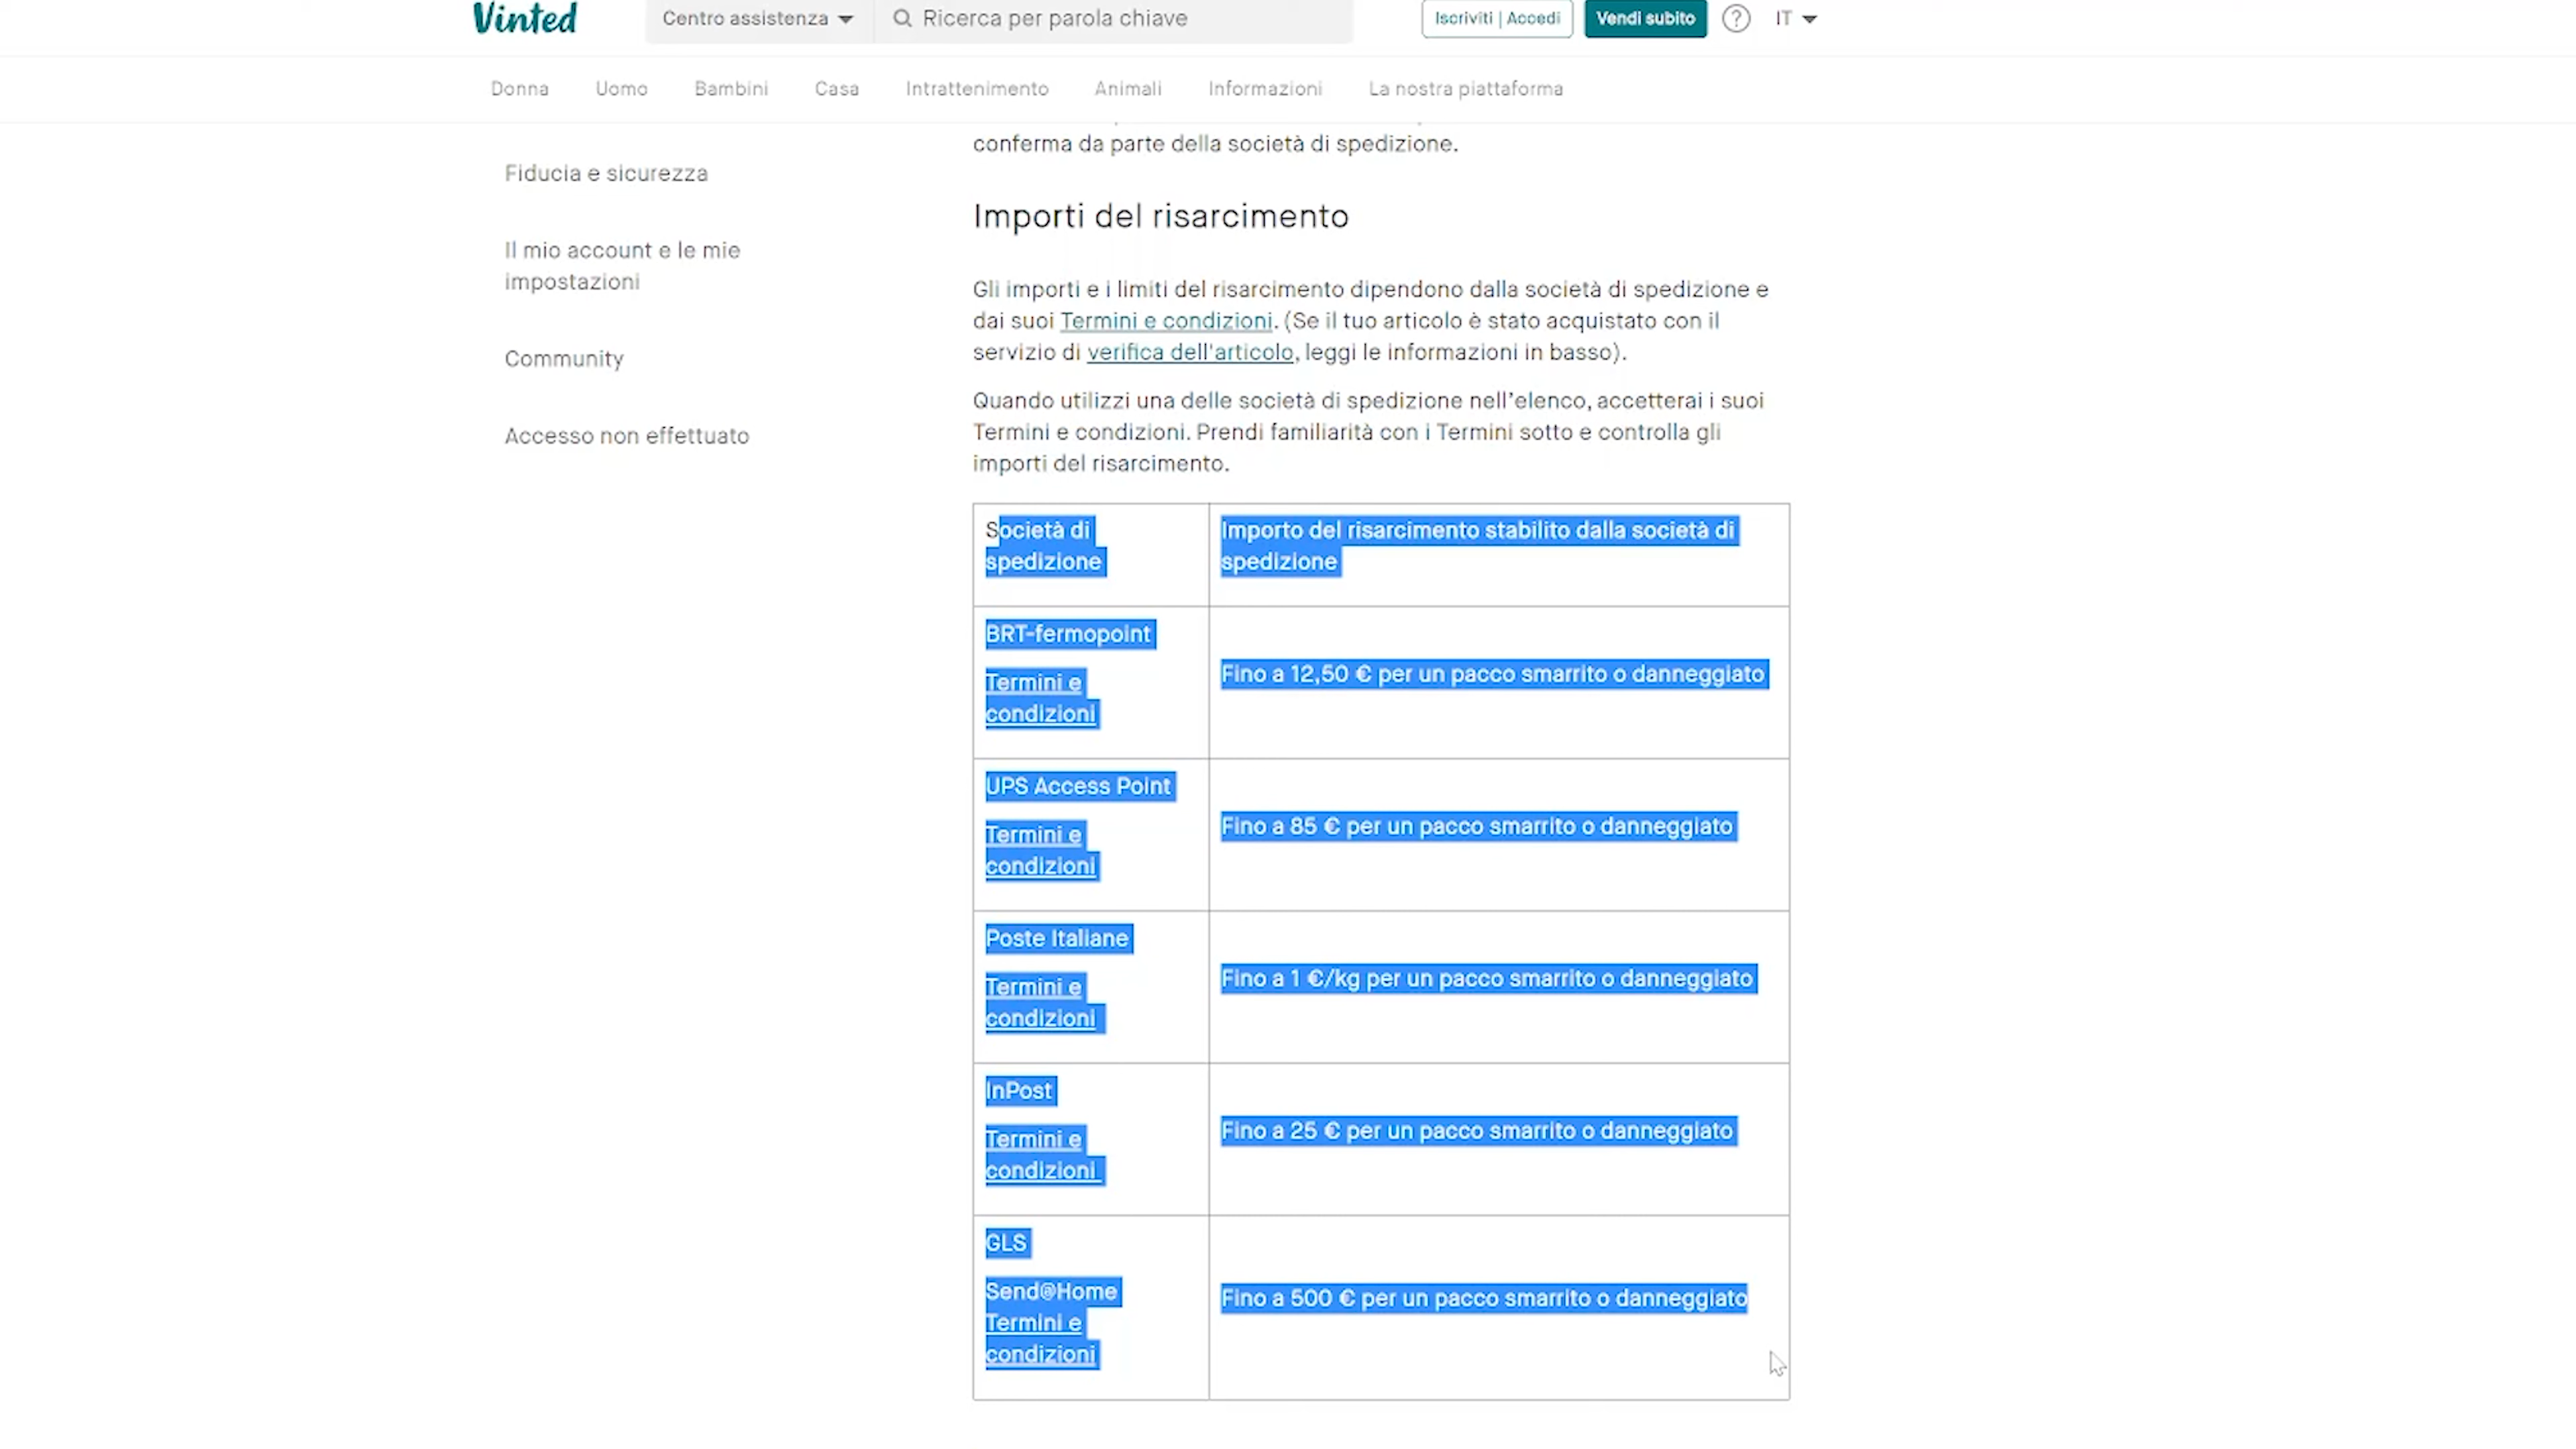 Vinted
Centro assistenza
Ricerca per parola chiave
Iscriviti | Accedi
Vendi subito
?
IT
Donna
Uomo
Bambini
Casa
Intrattenimento
Animali
Informazioni
La nostra piattaforma
Fiducia e sicurezza
Il mio account e le mie
impostazioni
Community
Accesso non effettuato
conferma da parte della società di spedizione.
Importi del risarcimento
Gli importi e i limiti del risarcimento dipendono dalla società di spedizione e
dai suoi Termini e condizioni. (Se il tuo articolo è stato acquistato con il
servizio di verifica dell'articolo, leggi le informazioni in basso).
Quando utilizzi una delle società di spedizione nell'elenco, accetterai i suoi
Termini e condizioni. Prendi familiarità con i Termini sotto e controlla gli
importi del risarcimento.
Società di
spedizione
Importo del risarcimento stabilito dalla società di
spedizione
BRT-fermopoint
Termini e
condizioni
Fino a 12,50 € per un pacco smarrito o danneggiato
UPS Access Point
Termini e
condizioni
Fino a 85 € per un pacco smarrito o danneggiato
Poste Italiane
Termini e
condizioni
Fino a 1 €/kg per un pacco smarrito o danneggiato
InPost
Termini e
condizioni
Fino a 25 € per un pacco smarrito o danneggiato
GLS
Send@Home
Termini e
condizioni
Fino a 500 € per un pacco smarrito o danneggiato